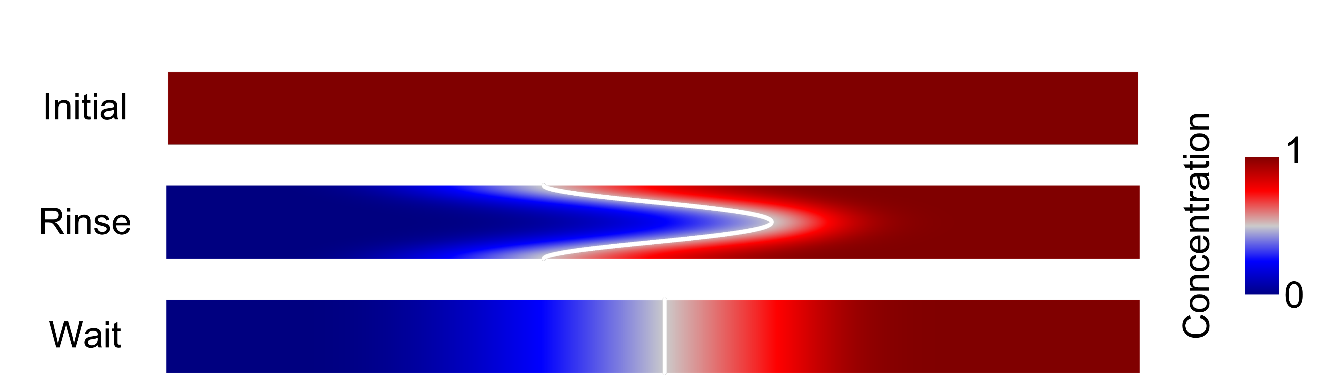 Initial
Rinse
Wait
Concentration
1
0